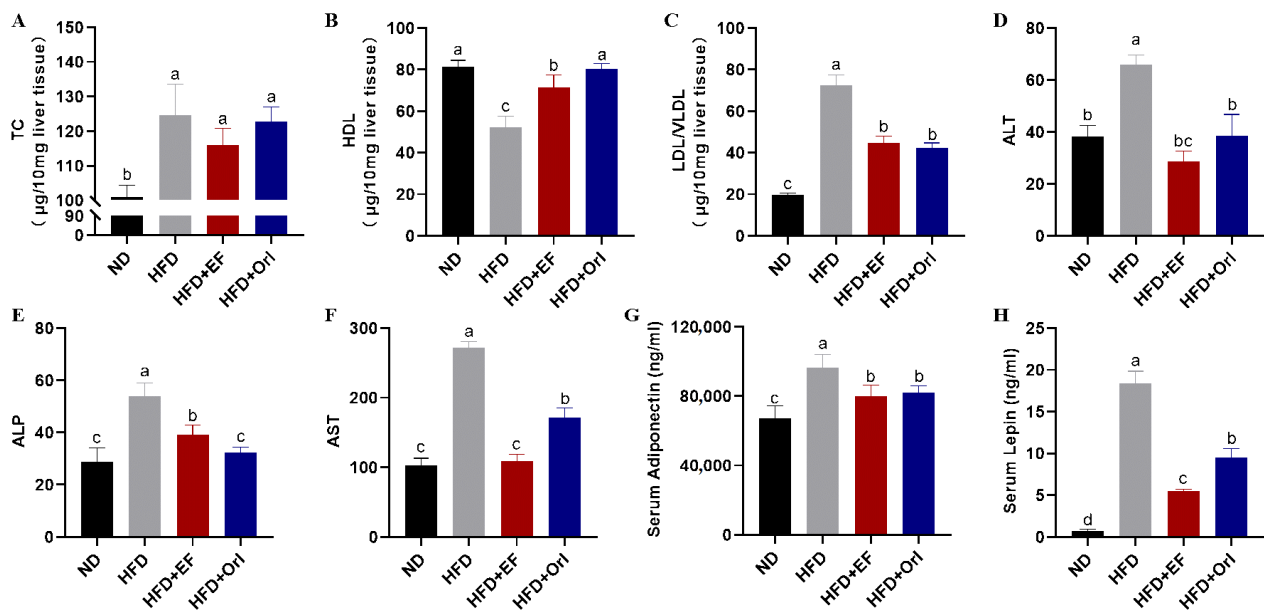 A
TC
( μg/10mg liver tissue)
150
140
130
120
110
100
90
0
b
a
a
a
ND
HFD
HFD+EF
HFD+Orl
B
HDL
( μg/10mg liver tissue)
100
80
60
40
20
0
a
c
b
a
ND
HFD
HFD+EF
HFD+Orl
C
LDL/VLDL
( μg/10mg liver tissue)
100
80
60
40
20
0
c
a
b
b
ND
HFD
HFD+EF
HFD+Orl
D
ALT
80
60
40
20
0
b
a
bc
b
ND
HFD
HFD+EF
HFD+Orl
E
ALP
80
60
40
20
0
c
a
b
c
ND
HFD
HFD+EF
HFD+Orl
F
AST
300
200
100
0
c
a
c
b
ND
HFD
HFD+EF
HFD+Orl
G
Serum Adiponectin (ng/ml)
120,000
80,000
40,000
0
c
a
b
b
ND
HFD
HFD+EF
HFD+Orl
H
Serum Lepin (ng/ml)
25
20
15
10
5
0
d
a
c
b
ND
HFD
HFD+EF
HFD+Orl